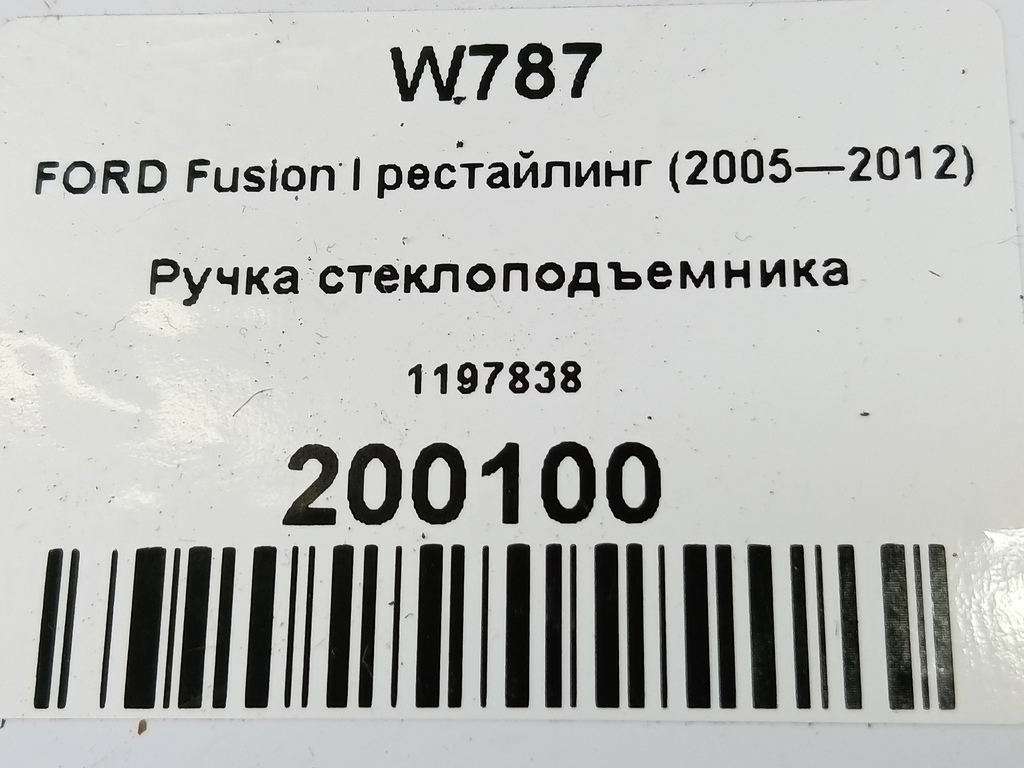 W787
FORD Fusion I рестайлинг (2005—2012)
Ручка стеклоподъемника
1197838
200100